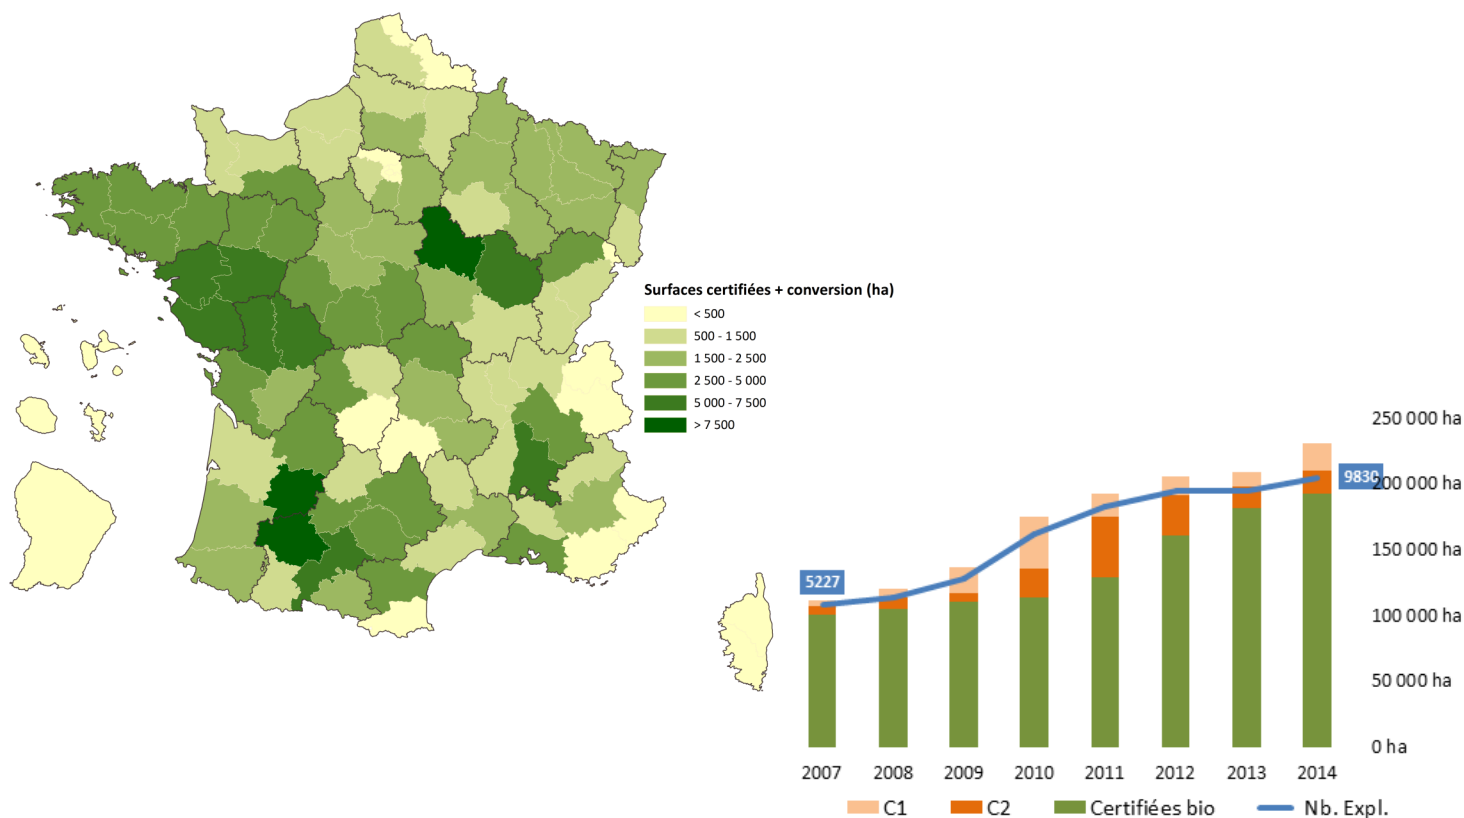 Surfaces certifiées + conversion (ha)
< 500
500 - 1 500
1 500 - 2 500
2 500 - 5 000
5 000 - 7 500
> 7 500
250 000 ha
9830
200 000 ha
150 000 ha
5227
100 000 ha
50 000 ha
0 ha
2007 2008 2009 2010 2011 2012 2013 2014
C1 C2 Certifiées bio Nb. Expl.